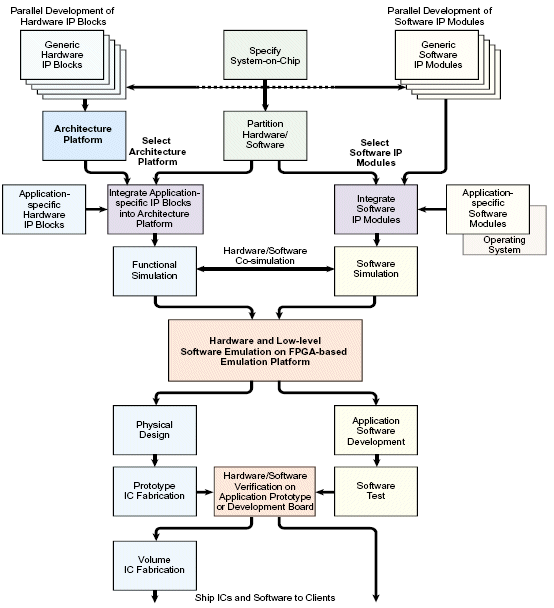 Parallel Development of
Hardware IP Blocks
Parallel Development of
Software IP Modules
Generic
Hardware
IP Blocks
Specify
System-on-Chip
Generic
Software
IP Modules
Architecture
Platform
Select
Architecture
Platform
Partition
Hardware/
Software
Select
Software IP
Modules
Application-
specific
Hardware
IP Blocks
Integrate Application-
specific IP Blocks
into Architecture
Platform
Integrate
Software
IP Modules
Application-
specific
Software
Modules
Operating
System
Functional
Simulation
Hardware/Software
Co-simulation
Software
Simulation
Hardware and Low-level
Software Emulation on FPGA-based
Emulation Platform
Physical
Design
Application
Software
Development
Prototype
IC Fabrication
Hardware/Software
Verification on
Application Prototype
or Development Board
Software
Test
Volume
IC Fabrication
Ship ICs and Software to Clients